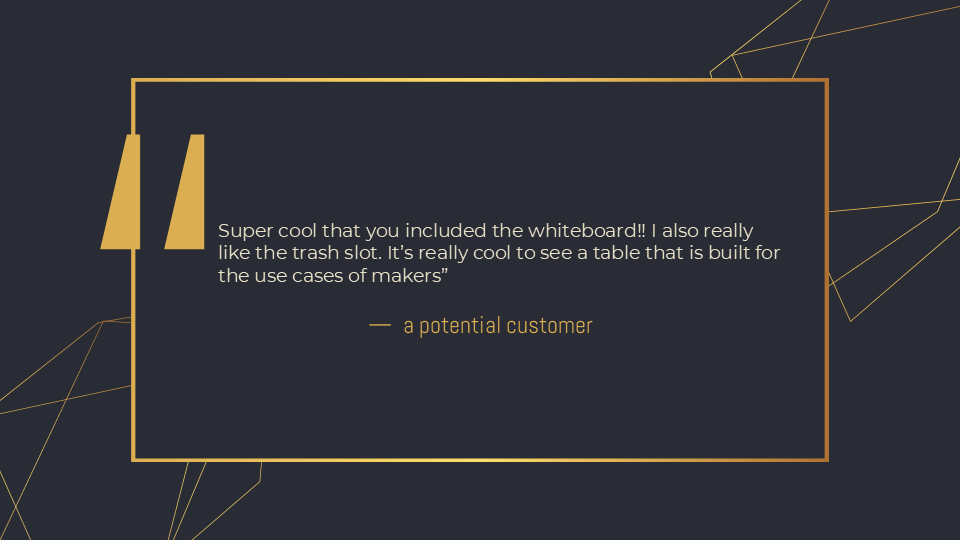 Super cool that you included the whiteboard!! I also really
like the trash slot. It’s really cool to see a table that is built for
the use cases of makers”
— a potential customer